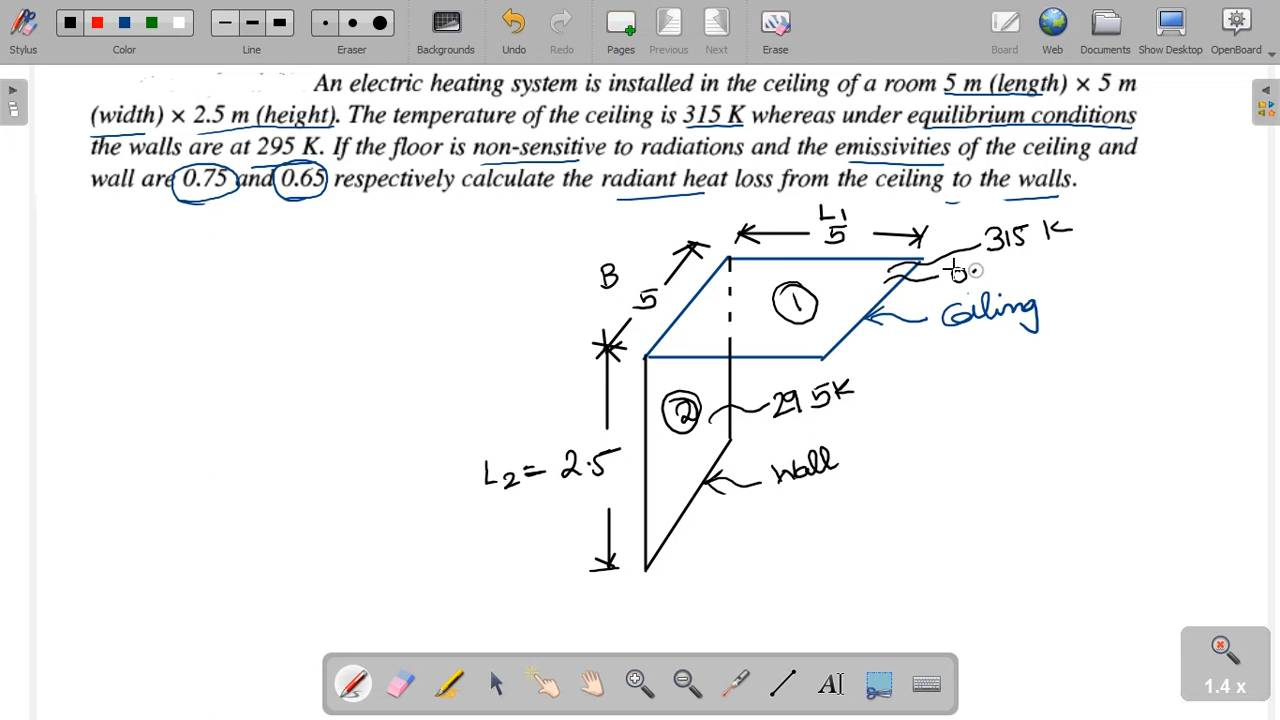 Stylus Color Line Eraser Backgrounds Undo Redo Pages Previous Next Erase Board Web Documents Show Desktop OpenBoard
An electric heating system is installed in the ceiling of a room 5 m (length) × 5 m
(width) × 2.5 m (height). The temperature of the ceiling is 315 K whereas under equilibrium conditions
the walls are at 295 K. If the floor is non-sensitive to radiations and the emissivities of the ceiling and
wall are 0.75 and 0.65 respectively calculate the radiant heat loss from the ceiling to the walls.
L1
5
315 K
B
5
0.
1
Ceiling
2
295K
L2 = 2.5
Wall
1.4 x